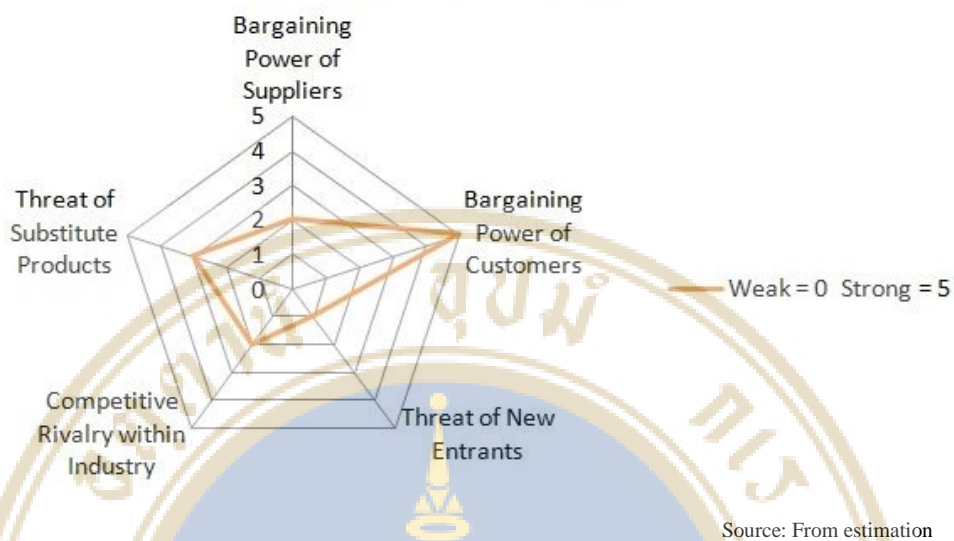 Bargaining
Power of
Suppliers
5
4
3
2
1
0
Bargaining
Power of
Customers
Threat of New
Entrants
Competitive
Rivalry within
Industry
Threat of
Substitute
Products
Weak = 0 Strong = 5
Source: From estimation